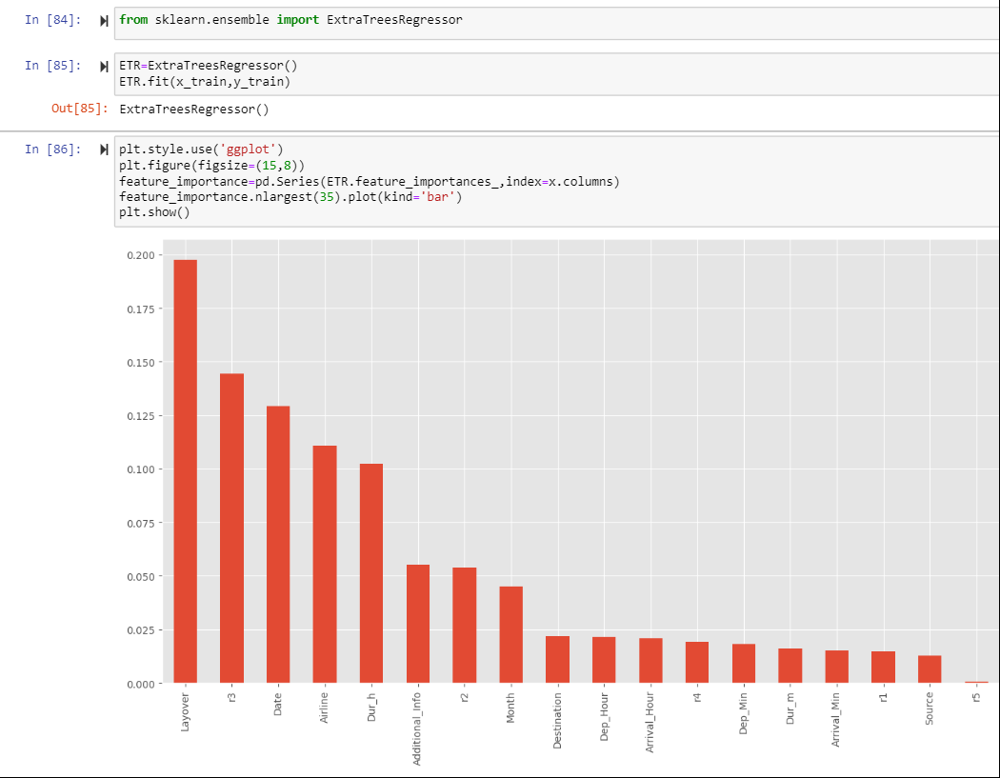 In [84]: from sklearn.ensemble import ExtraTreesRegressor
In [85]: ETR=ExtraTreesRegressor()
ETR.fit(x_train,y_train)
Out[85]: ExtraTreesRegressor()
In [86]: plt.style.use('ggplot')
plt.figure(figsize=(15,8))
feature_importance=pd.Series(ETR.feature_importances_,index=x.columns)
feature_importance.nlargest(35).plot(kind='bar')
plt.show()
0.200
0.175
0.150
0.125
0.100
0.075
0.050
0.025
0.000
Layover
r3
Date
Airline
Dur_h
Additional_Info
r2
Month
Destination
Dep_Hour
Arrival_Hour
r4
Dep_Min
Dur_m
Arrival_Min
r1
Source
r5